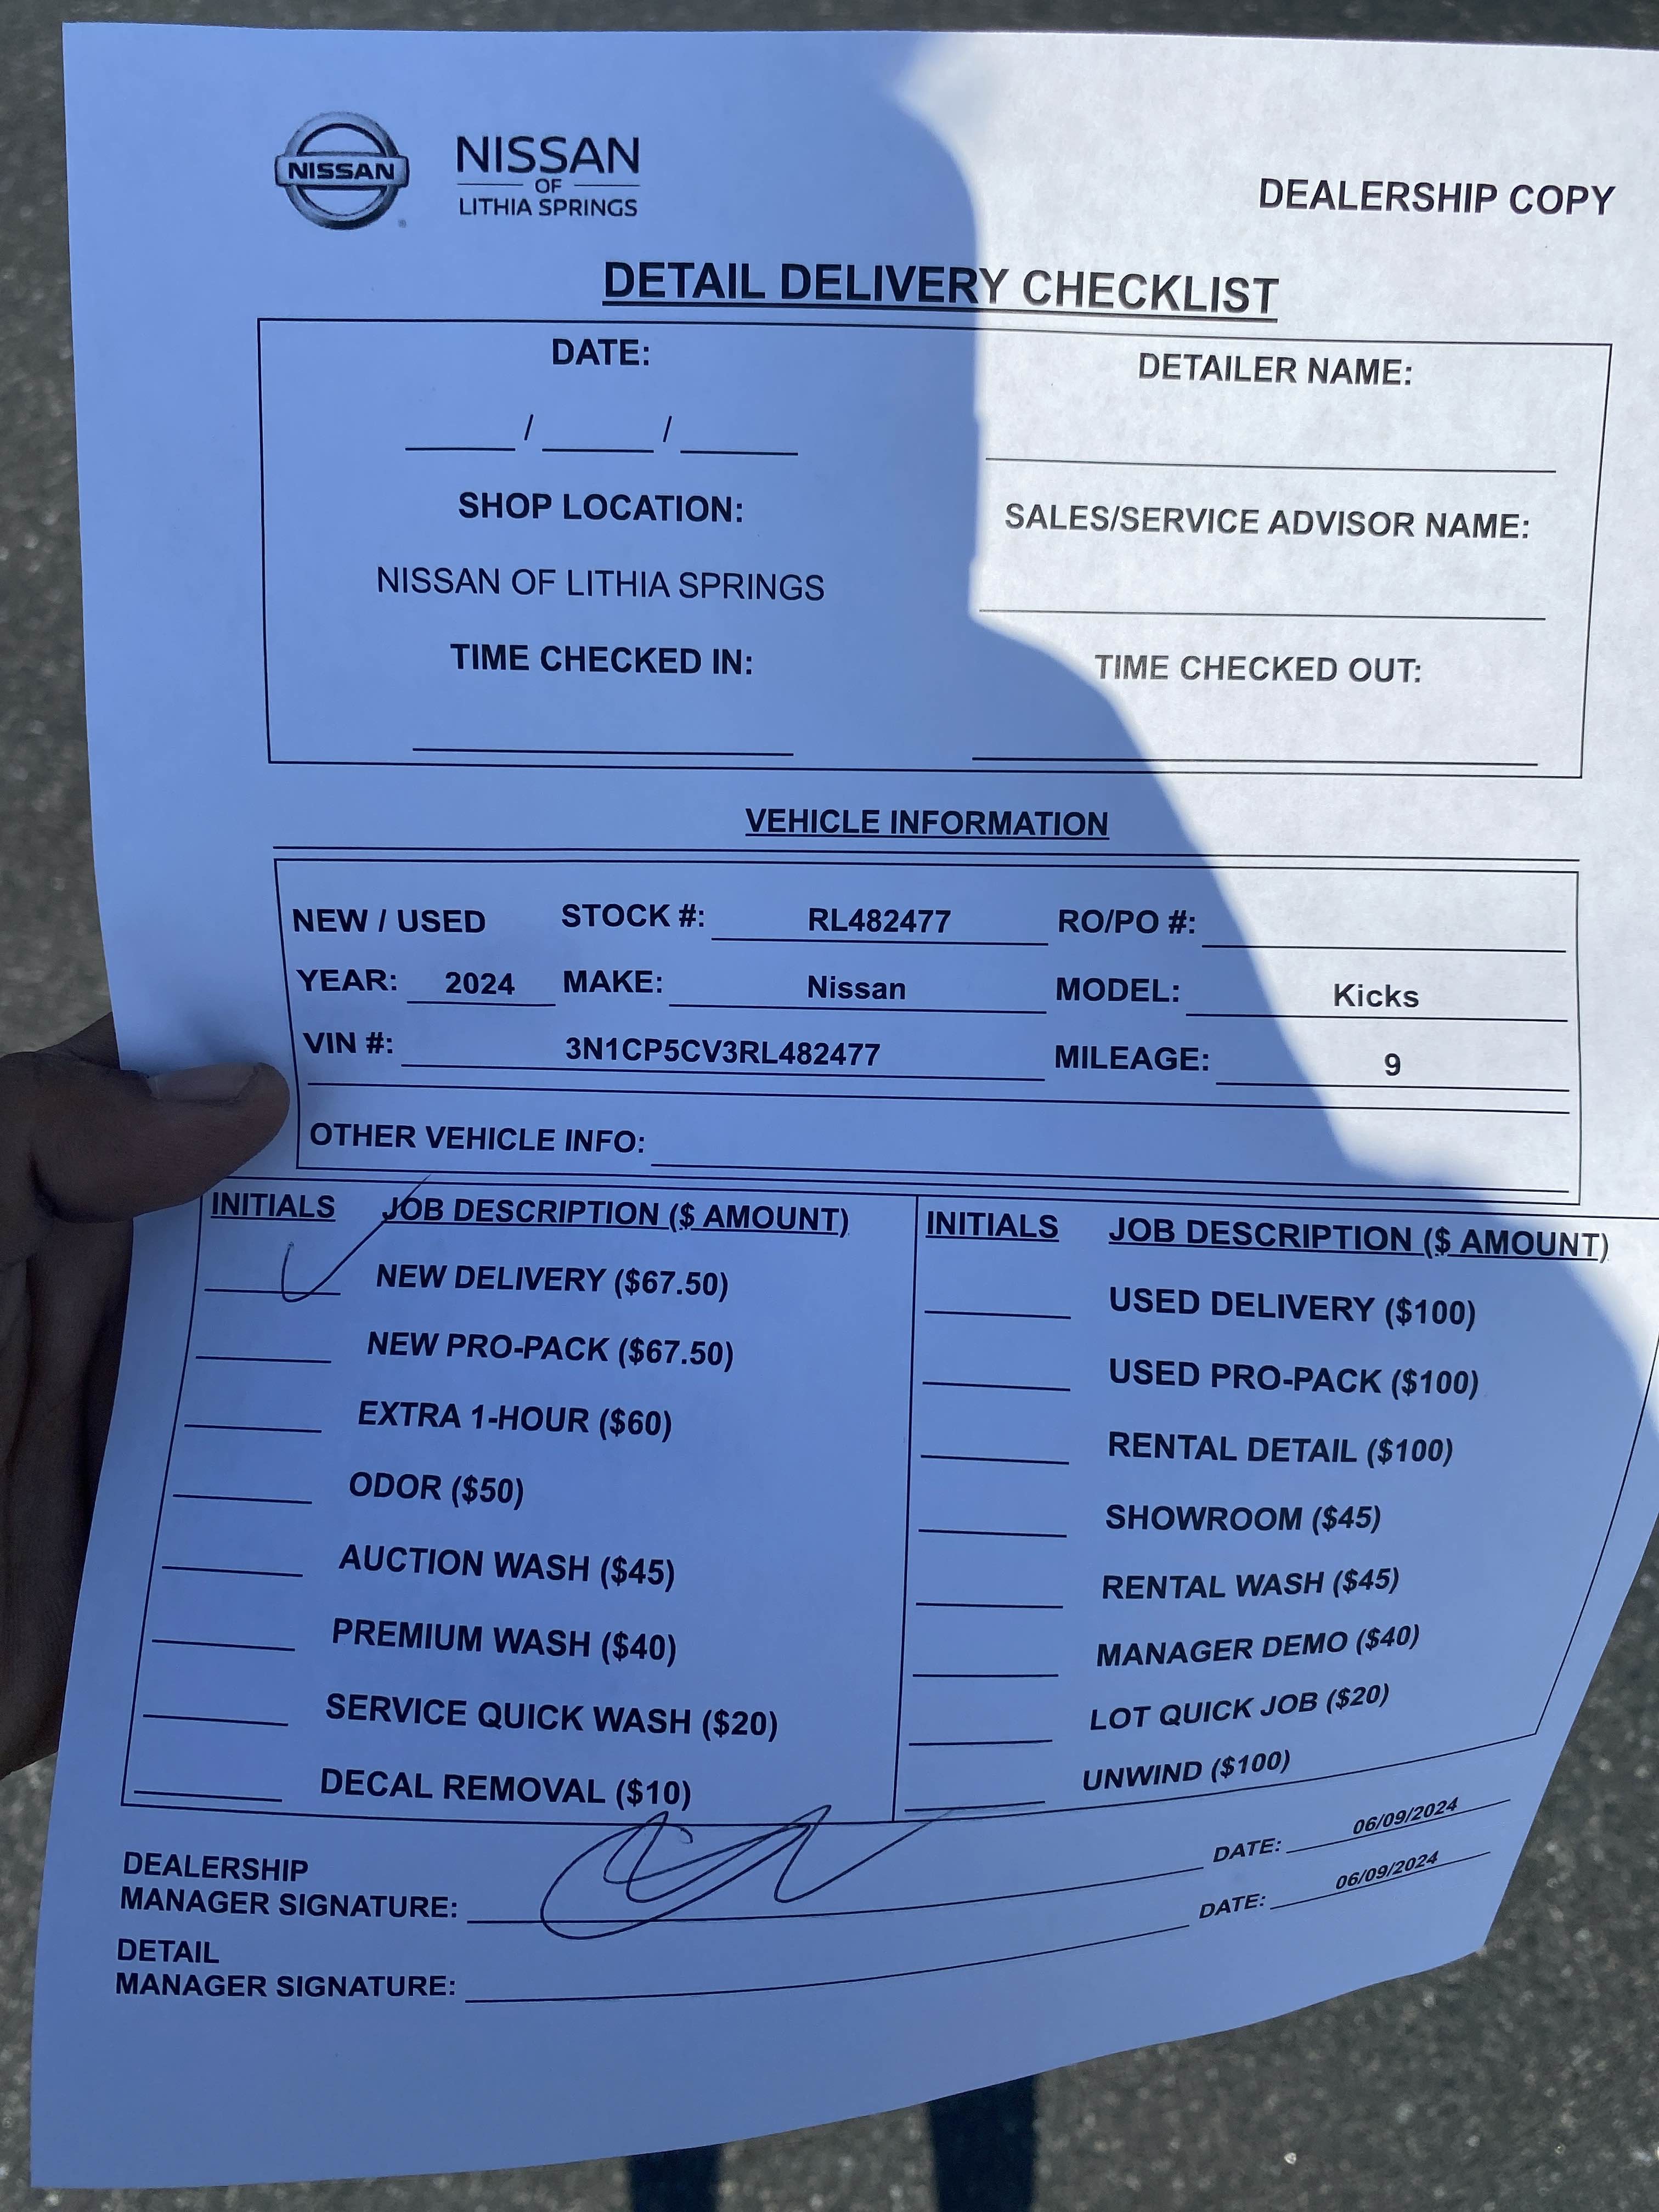 NISSAN
NISSAN
OF
LITHIA SPRINGS
DEALERSHIP COPY
DETAIL DELIVERY CHECKLIST
DATE:
DETAILER NAME:
/ /
SHOP LOCATION:
SALES/SERVICE ADVISOR NAME:
NISSAN OF LITHIA SPRINGS
TIME CHECKED IN:
TIME CHECKED OUT:
VEHICLE INFORMATION
NEW / USED STOCK #: RL482477 RO/PO #:
YEAR: 2024 MAKE: Nissan MODEL: Kicks
VIN #: 3N1CP5CV3RL482477 MILEAGE: 9
OTHER VEHICLE INFO:
INITIALS JOB DESCRIPTION ($ AMOUNT)
NEW DELIVERY ($67.50)
NEW PRO-PACK ($67.50)
EXTRA 1-HOUR ($60)
ODOR ($50)
AUCTION WASH ($45)
PREMIUM WASH ($40)
SERVICE QUICK WASH ($20)
DECAL REMOVAL ($10)
INITIALS JOB DESCRIPTION ($ AMOUNT)
USED DELIVERY ($100)
USED PRO-PACK ($100)
RENTAL DETAIL ($100)
SHOWROOM ($45)
RENTAL WASH ($45)
MANAGER DEMO ($40)
LOT QUICK JOB ($20)
UNWIND ($100)
DEALERSHIP
MANAGER SIGNATURE: DATE: 06/09/2024
DETAIL
MANAGER SIGNATURE: DATE: 06/09/2024